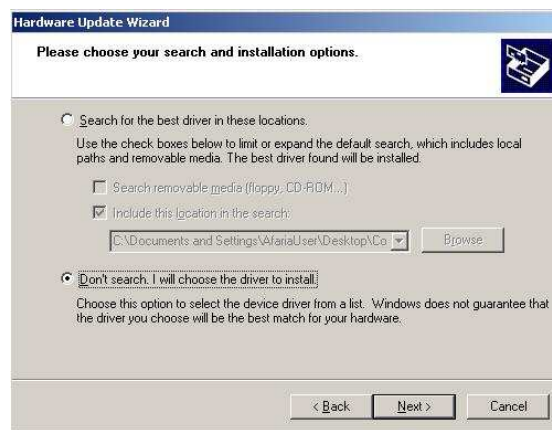 Hardware Update Wizard
Please choose your search and installation options.
Search for the best driver in these locations.
Use the check boxes below to limit or expand the default search, which includes local
paths and removable media. The best driver found will be installed.
Search removable media (floppy, CD-ROM...)
Include this location in the search:
C:\Documents and Settings\AfariaUser\Desktop\Co
Browse
Don't search. I will choose the driver to install.
Choose this option to select the device driver from a list. Windows does not guarantee that
the driver you choose will be the best match for your hardware.
< Back Next > Cancel